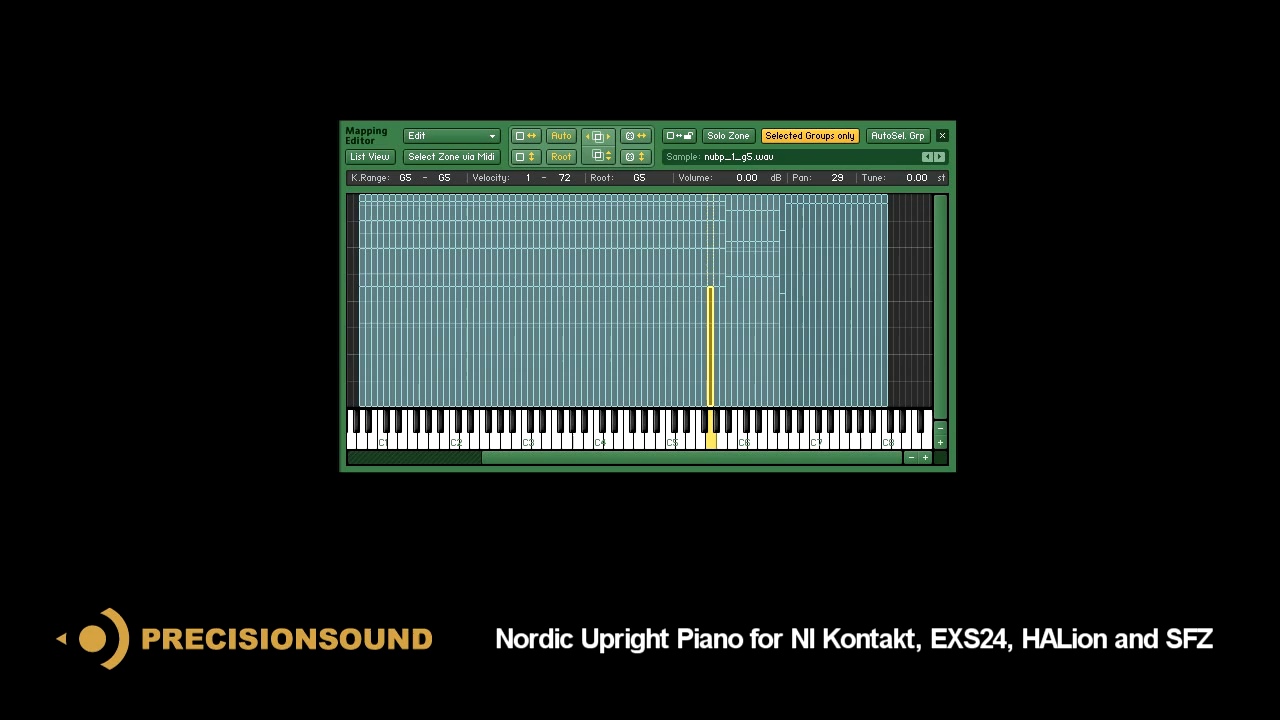 Mapping Editor
Edit
Auto
Solo Zone
Selected Groups only
AutoSel. Grp
List View
Select Zone via Midi
Root
Sample: nubp_1_g5.wav
K.Range: G5 - G5 Velocity: 1 - 72 Root: G5 Volume: 0.00 dB Pan: 29 Tune: 0.00 st
C1 C2 C3 C4 C5 C6 C7 C8
PRECISIONSOUND
Nordic Upright Piano for NI Kontakt, EXS24, HALion and SFZ